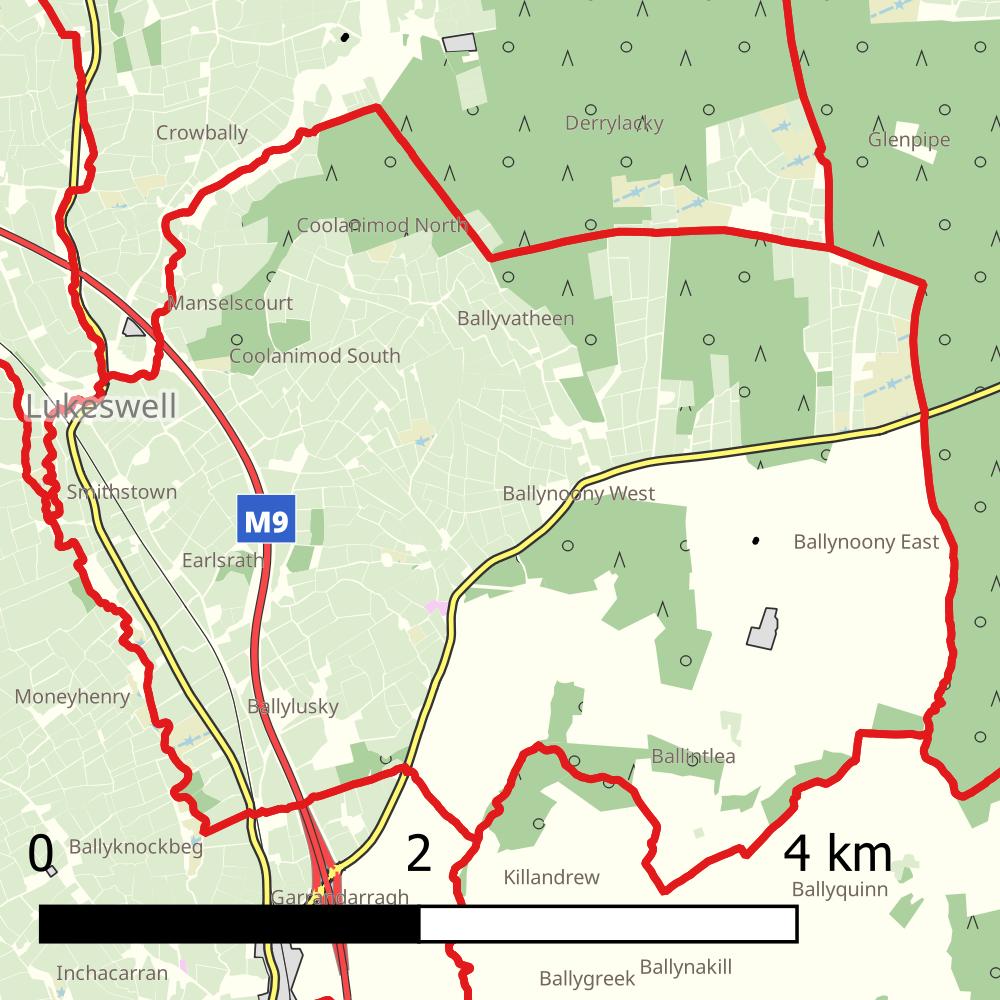 Derrylacky
Crowbally
Glenpipe
Coolanimod North
Manselscourt
Ballyvatheen
Coolanimod South
Lukeswell
Smithstown
Ballynoony West
M9
Ballynoony East
Earlsrath
Moneyhenry
Ballylusky
Ballintlea
Ballyknockbeg
0 2 4 km
Killandrew
Ballyquinn
Garrandarragh
Inchacarran
Ballygreek
Ballynakill